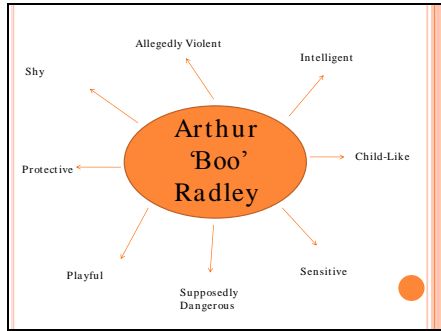 Allegedly Violent
Intelligent
Shy
Arthur
‘Boo’
Radley
Child-Like
Protective
Playful
Sensitive
Supposedly
Dangerous